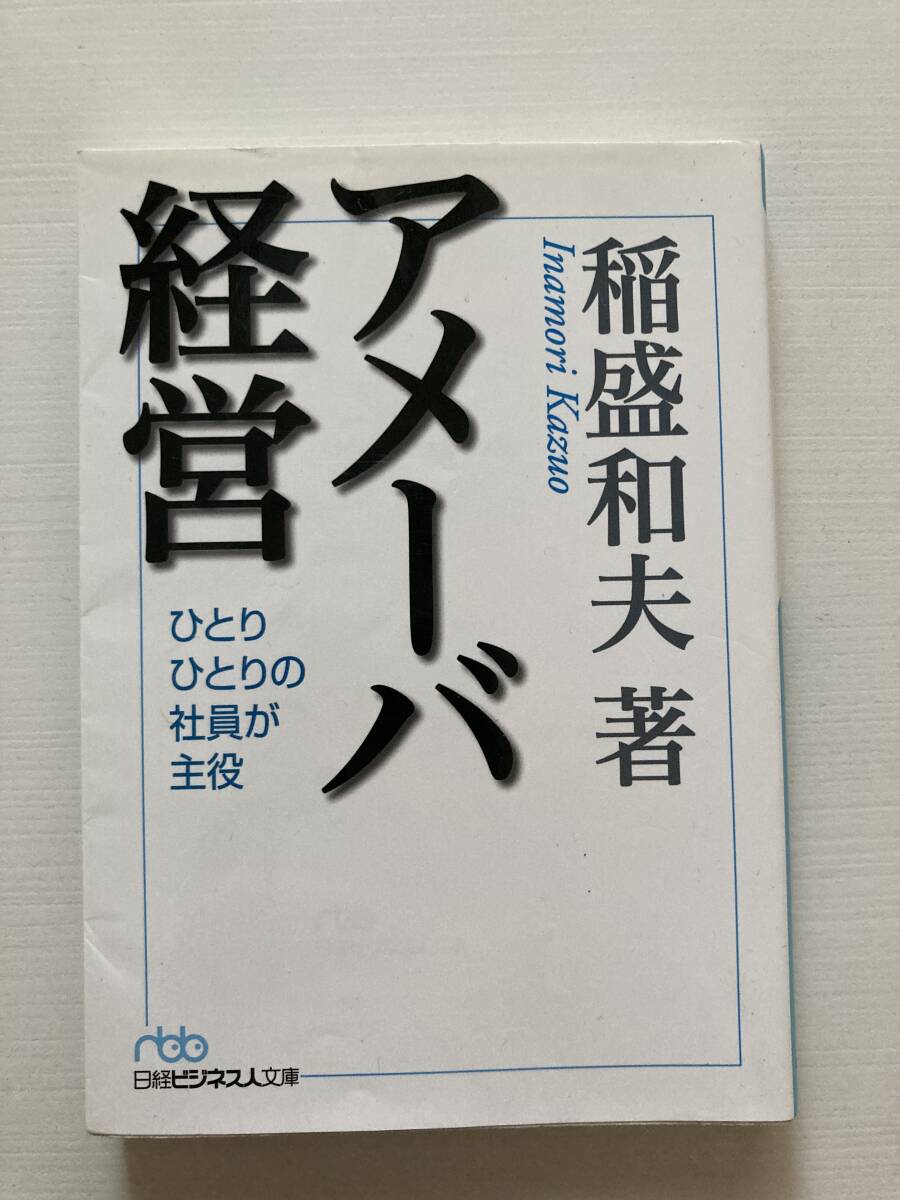 稲盛和夫 著
Inamori Kazuo
アメーバ
経営
ひとり
ひとりの
社員が
主役
nbb
日経ビジネス人文庫